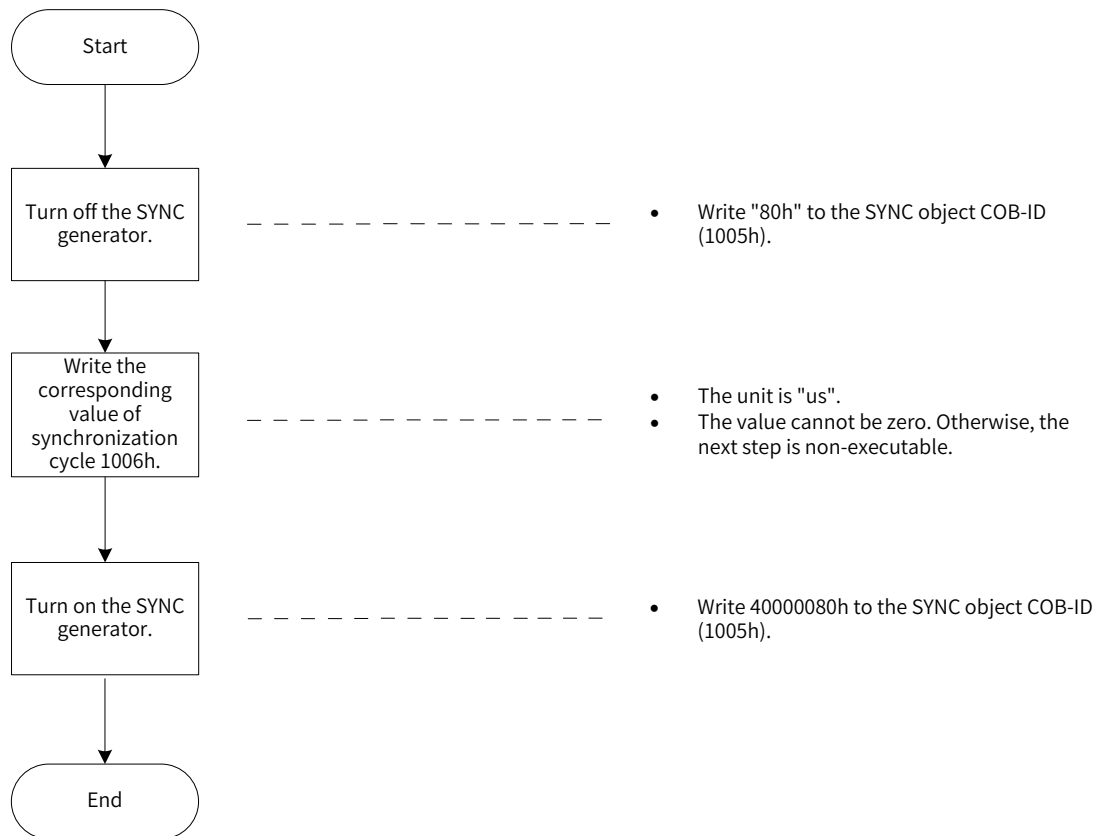 Start
Turn off the SYNC
generator.
• Write "80h" to the SYNC object COB-ID
(1005h).
Write the
corresponding
value of
synchronization
cycle 1006h.
• The unit is "us".
• The value cannot be zero. Otherwise, the
next step is non-executable.
Turn on the SYNC
generator.
• Write 40000080h to the SYNC object COB-ID
(1005h).
End